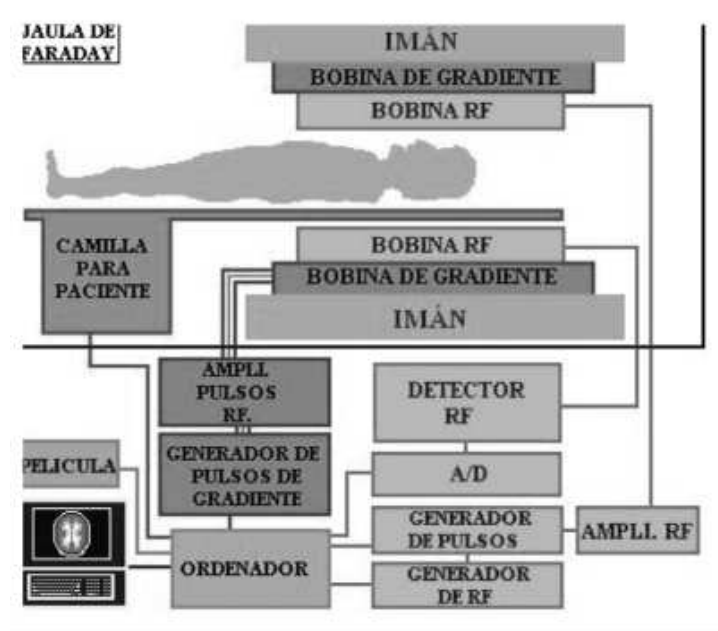 JAULA DE
FARADAY
IMÁN
BOBINA DE GRADIENTE
BOBINA RF
CAMILLA
PARA
PACIENTE
BOBINA RF
BOBINA DE GRADIENTE
IMÁN
AMPLI.
PULSOS
RF.
DETECTOR
RF
GENERADOR DE
PULSOS DE
GRADIENTE
PELICULA
A/D
GENERADOR
DE PULSOS
AMPLI. RF
ORDENADOR
GENERADOR
DE RF